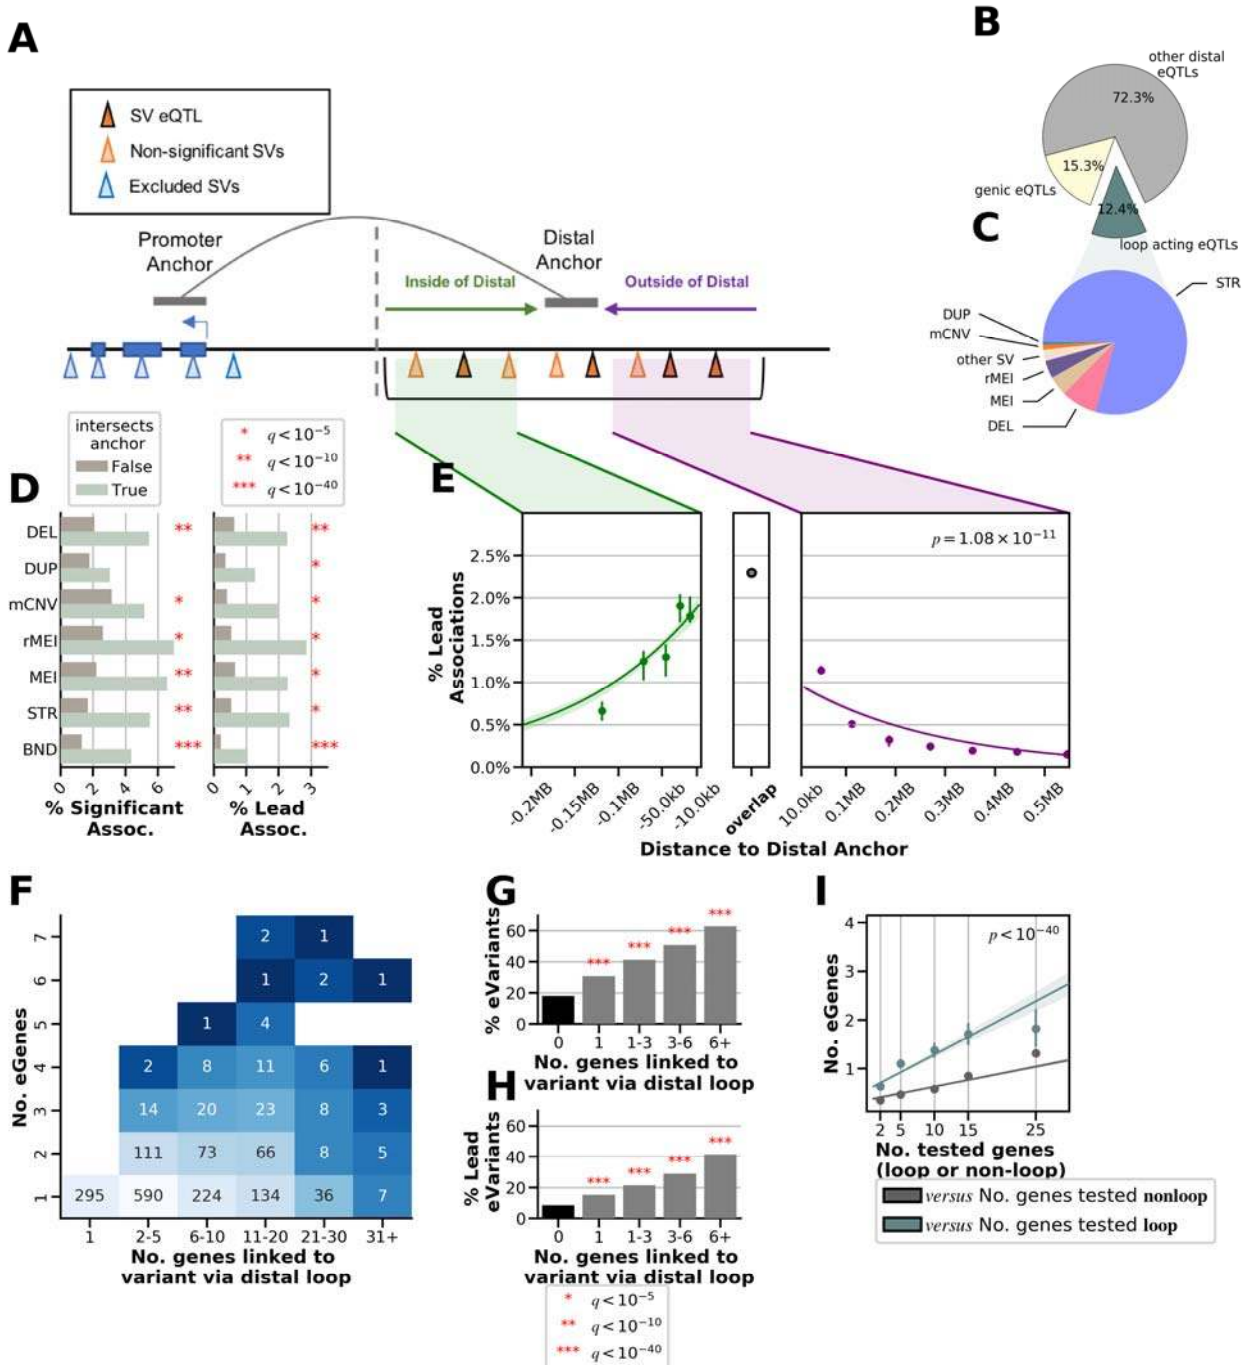 A
SV eQTL
Non-significant SVs
Excluded SVs
Promoter
Anchor
Distal
Anchor
Inside of Distal
Outside of Distal
B
other distal
eQTLs
72.3%
15.3%
genic eQTLs
12.4%
loop acting eQTLs
C
STR
DUP
mCNV
other SV
rMEI
MEI
DEL
D
intersects
anchor
False
True
* q < 10⁻⁵
** q < 10⁻¹⁰
*** q < 10⁻⁴⁰
DEL ** **
DUP *
mCNV * *
rMEI * *
MEI ** *
STR ** *
BND *** ***
0 2 4 6
0 1 2 3
% Significant
Assoc.
% Lead
Assoc.
E
p = 1.08 × 10⁻¹¹
% Lead
Associations
2.5%
2.0%
1.5%
1.0%
0.5%
0.0%
-0.2MB -0.15MB -0.1MB -50.0kb -10.0kb overlap 10.0kb 0.1MB 0.2MB 0.3MB 0.4MB 0.5MB
Distance to Distal Anchor
F
No. eGenes
7 2 1
6 1 2 1
5 1 4
4 2 8 11 6 1
3 14 20 23 8 3
2 111 73 66 8 5
1 295 590 224 134 36 7
1 2-5 6-10 11-20 21-30 31+
No. genes linked to
variant via distal loop
G
% eVariants
60
40
20
0
*** *** *** ***
0 1 1-3 3-6 6+
No. genes linked to
variant via distal loop
H
% Lead
eVariants
60
40
20
0
*** *** *** ***
0 1 1-3 3-6 6+
No. genes linked to
variant via distal loop
* q < 10⁻⁵
** q < 10⁻¹⁰
*** q < 10⁻⁴⁰
I
p < 10⁻⁴⁰
No. eGenes
4
3
2
1
2 5 10 15 25
No. tested genes
(loop or non-loop)
versus No. genes tested nonloop
versus No. genes tested loop